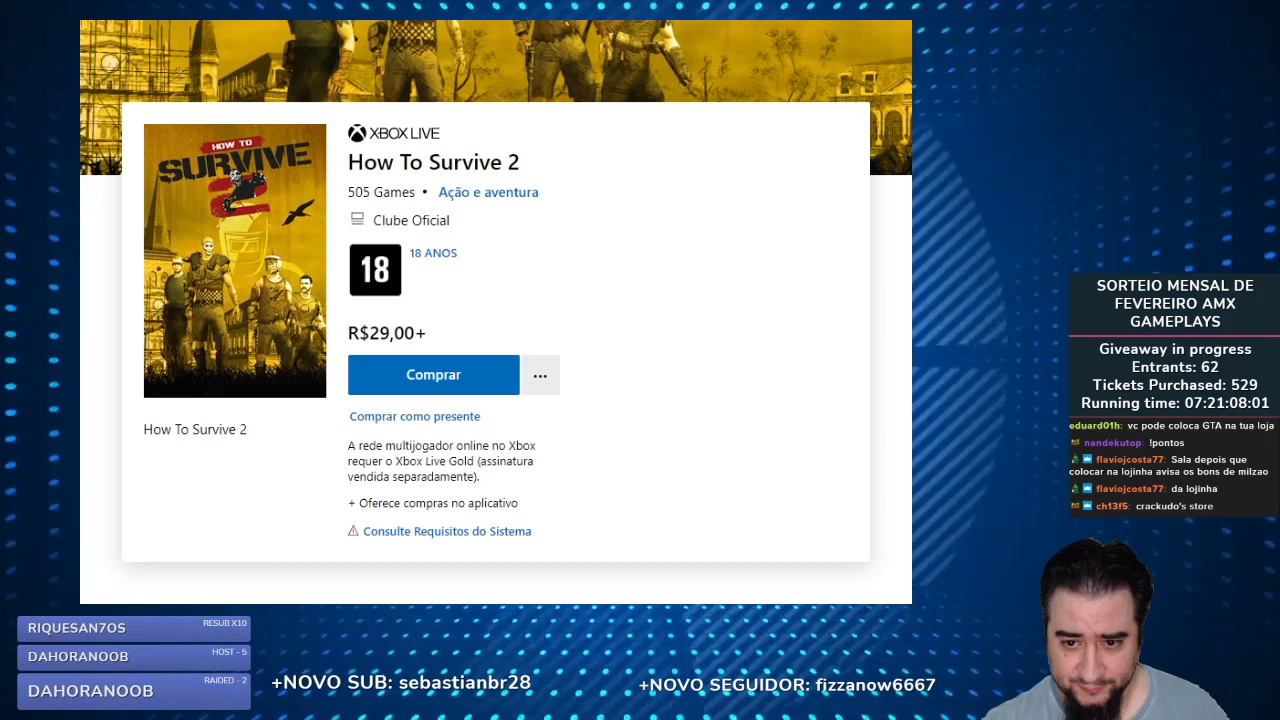 HOW TO
SURVIVE
2
XBOX LIVE
How To Survive 2
505 Games • Ação e aventura
Clube Oficial
18
18 ANOS
R$29,00+
Comprar
...
Comprar como presente
How To Survive 2
A rede multijogador online no Xbox
requer o Xbox Live Gold (assinatura
vendida separadamente).
+ Oferece compras no aplicativo
Consulte Requisitos do Sistema
SORTEIO MENSAL DE
FEVEREIRO AMX
GAMEPLAYS
Giveaway in progress
Entrants: 62
Tickets Purchased: 529
Running time: 07:21:08:01
eduard01h: vc pode coloca GTA na tua loja
nandekutop: !pontos
flaviojcosta77: Sala depois que
colocar na lojinha avisa os bons de milzao
flaviojcosta77: da lojinha
ch13f5: crackudo's store
RIQUESAN7OS RESUB X10
DAHORANOOB HOST - 5
DAHORANOOB RAIDED - 2
+NOVO SUB: sebastianbr28
+NOVO SEGUIDOR: fizzanow6667